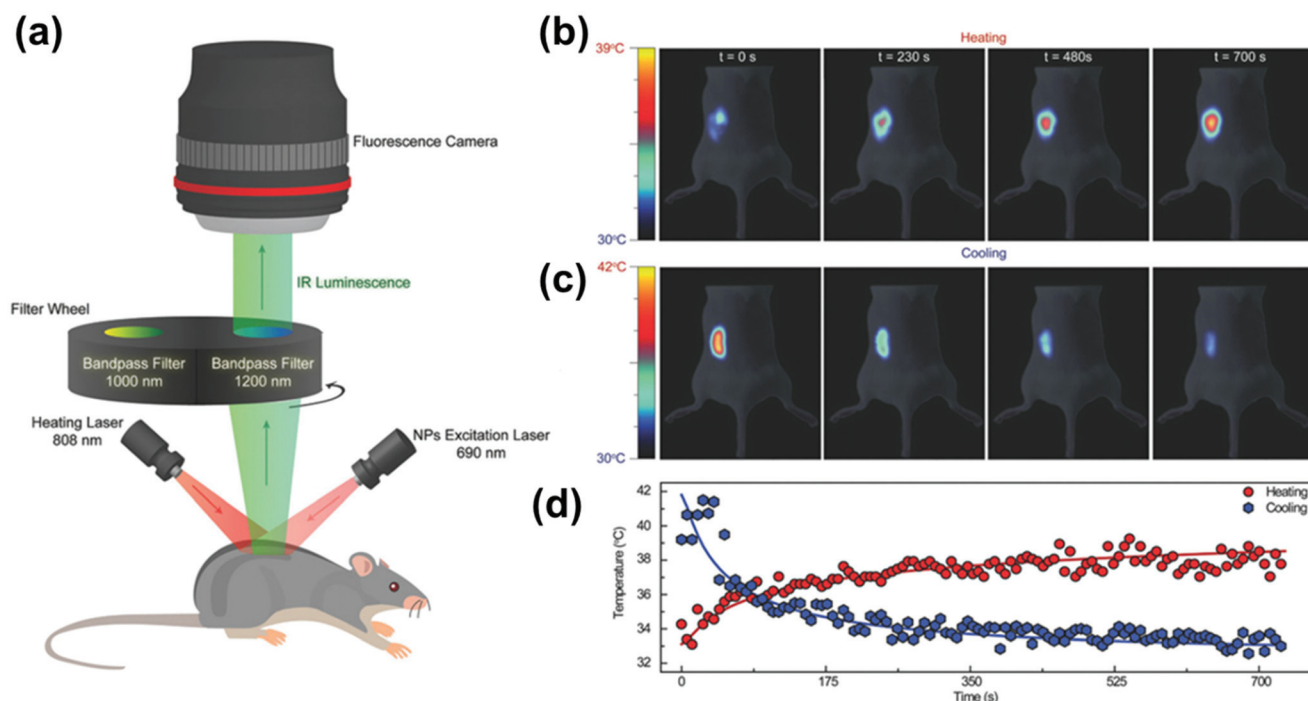 (a)
Fluorescence Camera
IR Luminescence
Filter Wheel
Bandpass Filter
1000 nm
Bandpass Filter
1200 nm
Heating Laser
808 nm
NPs Excitation Laser
690 nm
(b)
Heating
39°C
30°C
t = 0 s
t = 230 s
t = 480s
t = 700 s
(c)
Cooling
42°C
30°C
(d)
Heating
Cooling
Temperature (°C)
42
40
38
36
34
32
0
175
350
525
700
Time (s)